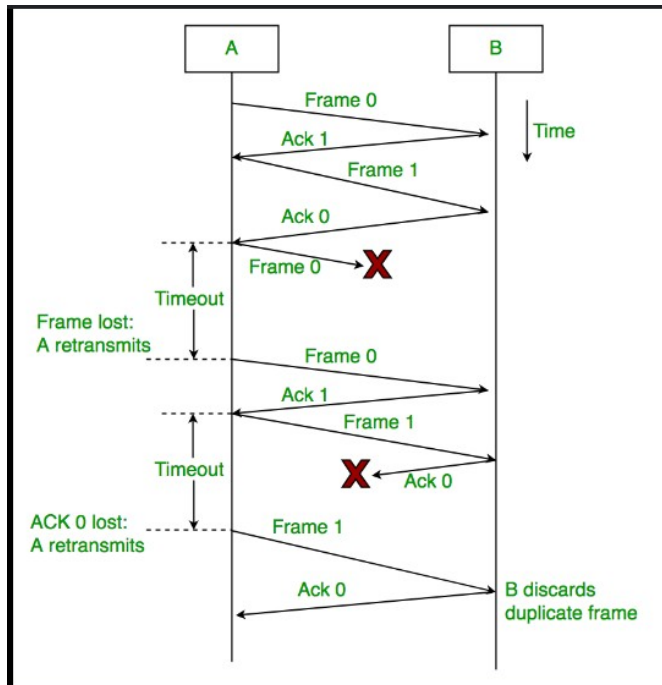 A
B
Frame 0
Time
Ack 1
Frame 1
Ack 0
Frame 0
X
Timeout
Frame lost:
A retransmits
Frame 0
Ack 1
Frame 1
Timeout
X
Ack 0
ACK 0 lost:
A retransmits
Frame 1
Ack 0
B discards
duplicate frame